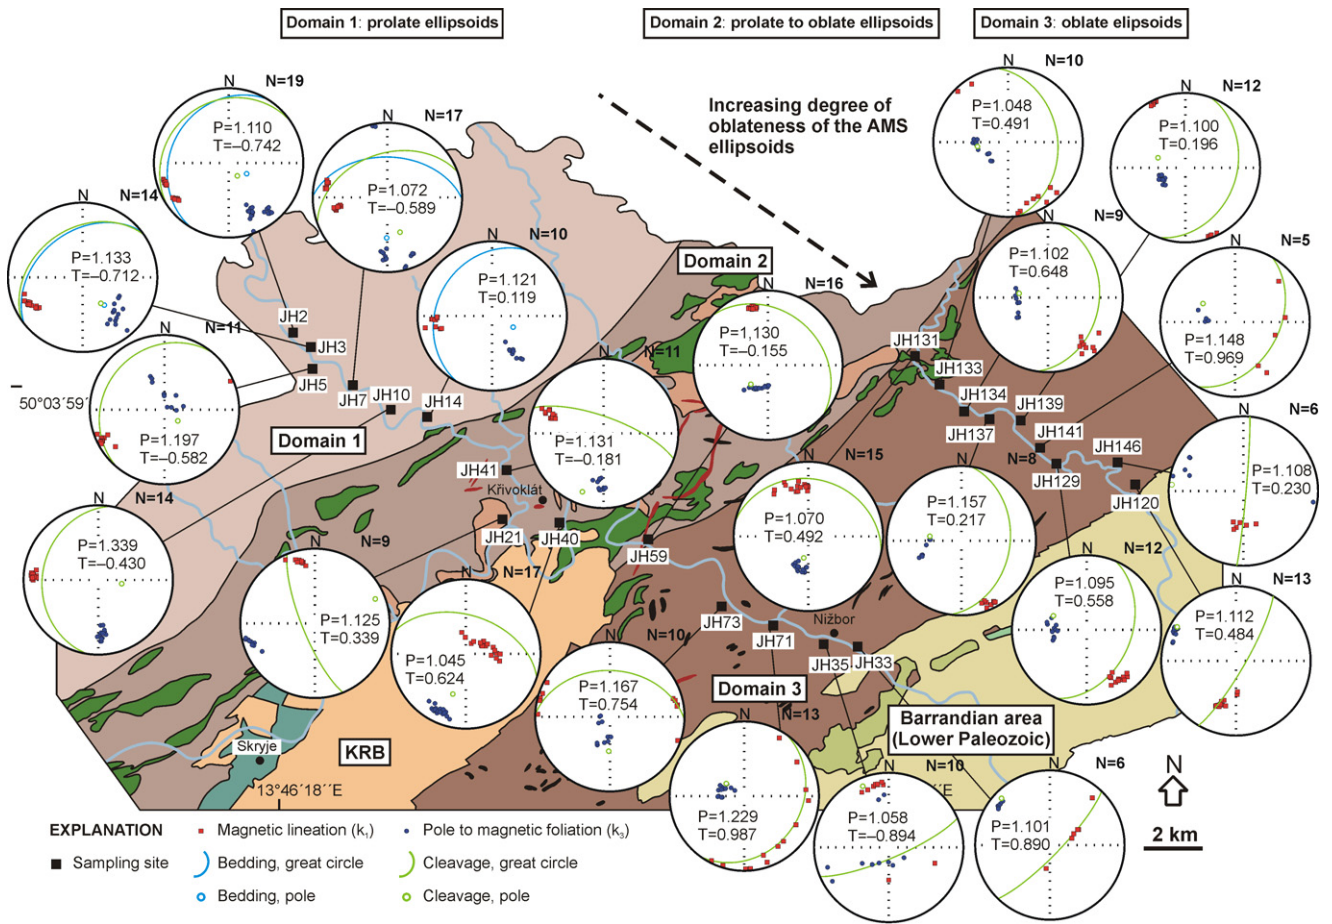 Domain 1: prolate ellipsoids
Domain 2: prolate to oblate ellipsoids
Domain 3: oblate ellipsoids
Increasing degree of
oblateness of the AMS
ellipsoids
N
N=19
P=1.110
T=–0.742
N
N=17
P=1.072
T=–0.589
N
N=14
P=1.133
T=–0.712
N
N=10
P=1.121
T=0.119
N
N=11
P=1.197
T=–0.582
N
N=14
P=1.339
T=–0.430
N
N=9
P=1.125
T=0.339
N
N=17
P=1.045
T=0.624
N
N=11
P=1.131
T=–0.181
N
N=16
P=1,130
T=–0.155
N
N=10
P=1.048
T=0.491
N
N=12
P=1.100
T=0.196
N
N=9
P=1.102
T=0.648
N
N=5
P=1.148
T=0.969
N
N=6
P=1.108
T=0.230
N
N=15
P=1.070
T=0.492
N
N=8
P=1.157
T=0.217
N
N=12
P=1.095
T=0.558
N
N=13
P=1.112
T=0.484
N
N=10
P=1.167
T=0.754
N
N=13
P=1.229
T=0.987
N
N=10
P=1.058
T=–0.894
N
N=6
P=1.101
T=0.890
Domain 1
Domain 2
Domain 3
KRB
Barrandian area
(Lower Paleozoic)
JH2
JH3
JH5
JH7
JH10
JH14
JH41
Křivoklát
JH21
JH40
JH59
JH73
JH71
Nižbor
JH35
JH33
JH131
JH133
JH134
JH137
JH139
JH141
JH129
JH146
JH120
Skryje
50°03´59´
13°46´18´´E
´´E
N
2 km
EXPLANATION
Sampling site
Magnetic lineation (k1)
Bedding, great circle
Bedding, pole
Pole to magnetic foliation (k3)
Cleavage, great circle
Cleavage, pole